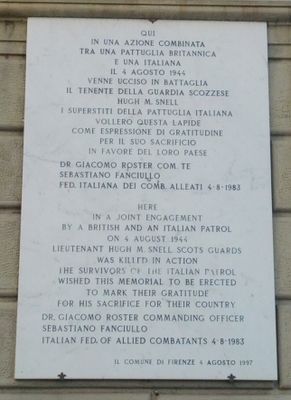 QUI
IN UNA AZIONE COMBINATA
TRA UNA PATTUGLIA BRITANNICA
E UNA ITALIANA
IL 4 AGOSTO 1944
VENNE UCCISO IN BATTAGLIA
IL TENENTE DELLA GUARDIA SCOZZESE
HUGH M. SNELL
I SUPERSTITI DELLA PATTUGLIA ITALIANA
VOLLERO QUESTA LAPIDE
COME ESPRESSIONE DI GRATITUDINE
PER IL SUO SACRIFICIO
IN FAVORE DEL LORO PAESE
DR. GIACOMO ROSTER COM. TE
SEBASTIANO FANCIULLO
FED. ITALIANA DEI COMB. ALLEATI 4·8·1983
HERE
IN A JOINT ENGAGEMENT
BY A BRITISH AND AN ITALIAN PATROL
ON 4 AUGUST 1944
LIEUTENANT HUGH M. SNELL SCOTS GUARDS
WAS KILLED IN ACTION
THE SURVIVORS OF THE ITALIAN PATROL
WISHED THIS MEMORIAL TO BE ERECTED
TO MARK THEIR GRATITUDE
FOR HIS SACRIFICE FOR THEIR COUNTRY
DR. GIACOMO ROSTER COMMANDING OFFICER
SEBASTIANO FANCIULLO
ITALIAN FED. OF ALLIED COMBATANTS 4·8·1983
IL COMUNE DI FIRENZE 4 AGOSTO 1997